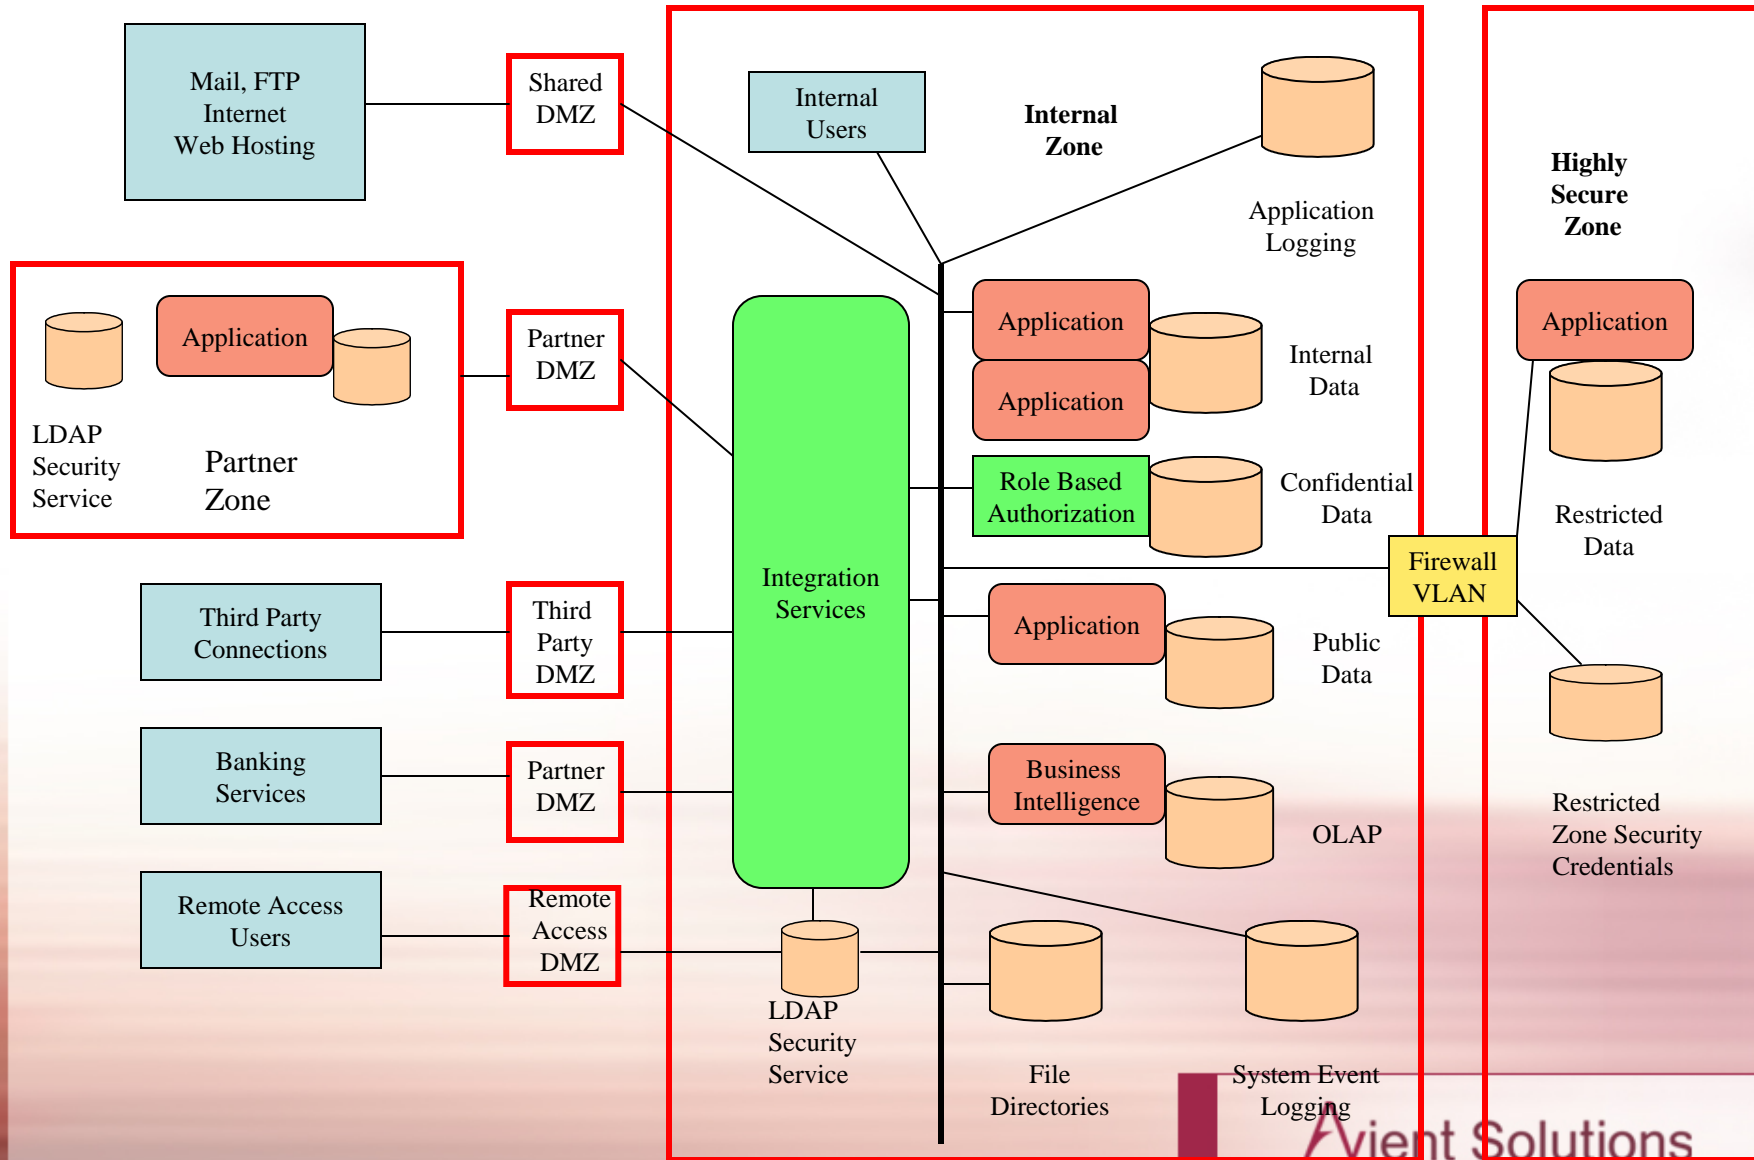 Mail, FTP
Internet
Web Hosting
Shared
DMZ
Internal
Users
Internal
Zone
Application
Logging
Highly
Secure
Zone
LDAP
Security
Service
Application
Partner
Zone
Partner
DMZ
Integration
Services
Application
Application
Internal
Data
Role Based
Authorization
Confidential
Data
Firewall
VLAN
Application
Restricted
Data
Third Party
Connections
Third
Party
DMZ
Application
Public
Data
Banking
Services
Partner
DMZ
Business
Intelligence
OLAP
Restricted
Zone Security
Credentials
Remote Access
Users
Remote
Access
DMZ
LDAP
Security
Service
File
Directories
System Event
Logging
Avient Solutions